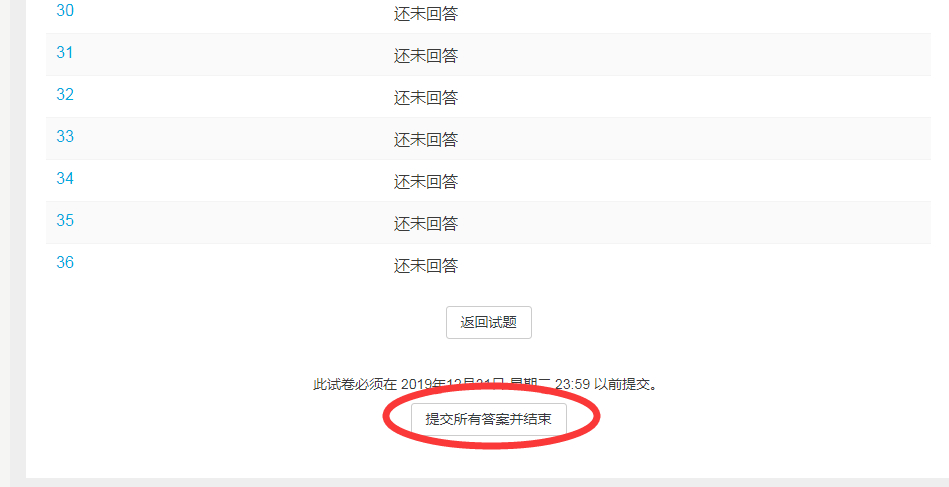 30 还未回答
31 还未回答
32 还未回答
33 还未回答
34 还未回答
35 还未回答
36 还未回答
返回试题
此试卷必须在 2019年12月31日 星期二 23:59 以前提交。
提交所有答案并结束